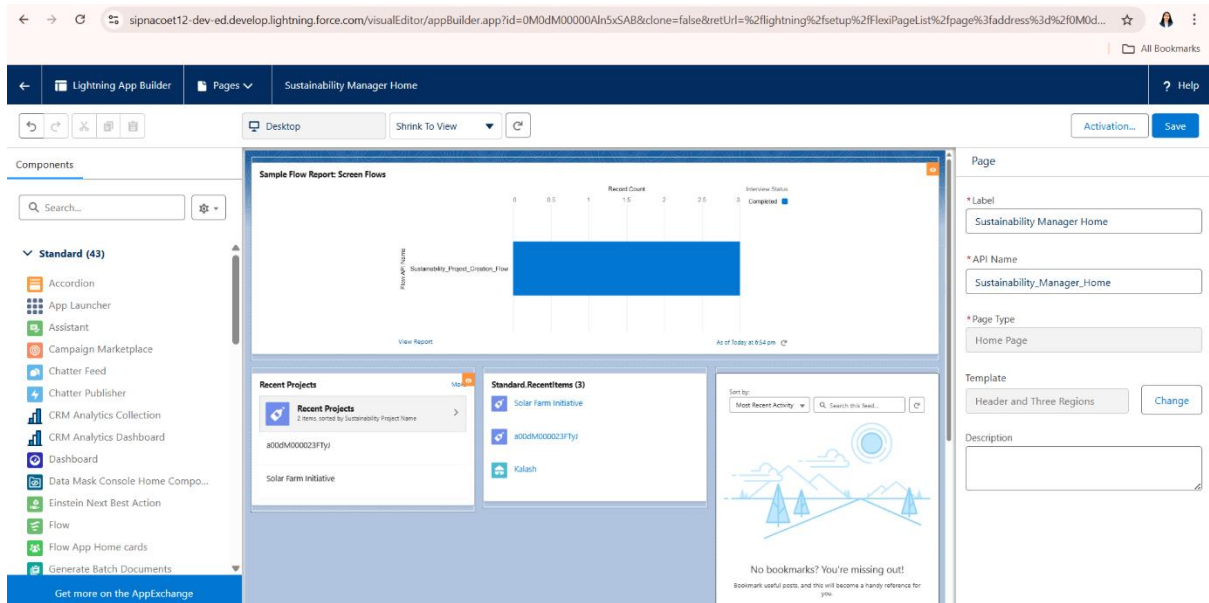 sipnacoet12-dev-ed.develop.lightning.force.com/visualEditor/appBuilder.app?id=0M0dM00000Aln5xSAB&clone=false&retUrl=%2flightning%2fsetup%2fFlexiPageList%2fpage%3faddress%3d%2f0M0d...
All Bookmarks
Lightning App Builder
Pages
Sustainability Manager Home
? Help
Desktop
Shrink To View
Activation...
Save
Components
Search...
Standard (43)
Accordion
App Launcher
Assistant
Campaign Marketplace
Chatter Feed
Chatter Publisher
CRM Analytics Collection
CRM Analytics Dashboard
Dashboard
Data Mask Console Home Compo...
Einstein Next Best Action
Flow
Flow App Home cards
Generate Batch Documents
Get more on the AppExchange
Sample Flow Report: Screen Flows
Record Count
0 0.5 1 1.5 2 2.5 3
Interview Status
Completed
Flow API Name
Sustainability_Project_Creation_Flow
View Report
As of Today at 6:54 pm
Recent Projects
Recent Projects
2 items, sorted by Sustainability Project Name
a00dM000023FTyJ
Solar Farm Initiative
Standard.RecentItems (3)
Solar Farm Initiative
a00dM000023FTyJ
Kalash
Sort by:
Most Recent Activity
Search this feed...
No bookmarks? You're missing out!
Bookmark useful posts, and this will become a handy reference for
you.
Page
*Label
Sustainability Manager Home
*API Name
Sustainability_Manager_Home
*Page Type
Home Page
Template
Header and Three Regions
Change
Description